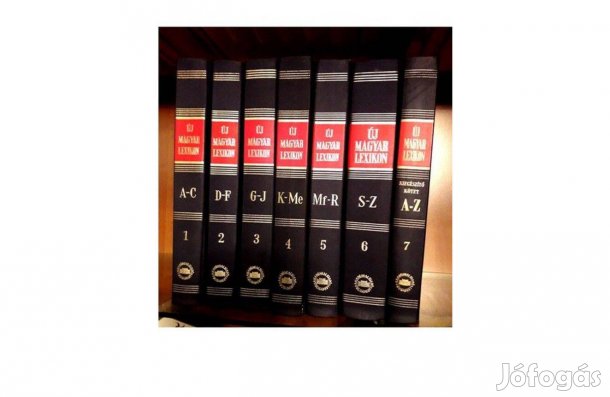 ÚJ
MAGYAR
LEXIKON
A-C
1
ÚJ
MAGYAR
LEXIKON
D-F
2
ÚJ
MAGYAR
LEXIKON
G-J
3
ÚJ
MAGYAR
LEXIKON
K-Me
4
ÚJ
MAGYAR
LEXIKON
Mf-R
5
ÚJ
MAGYAR
LEXIKON
S-Z
6
ÚJ
MAGYAR
LEXIKON
KIEGÉSZÍTŐ
KÖTET
A-Z
7
Jófogás